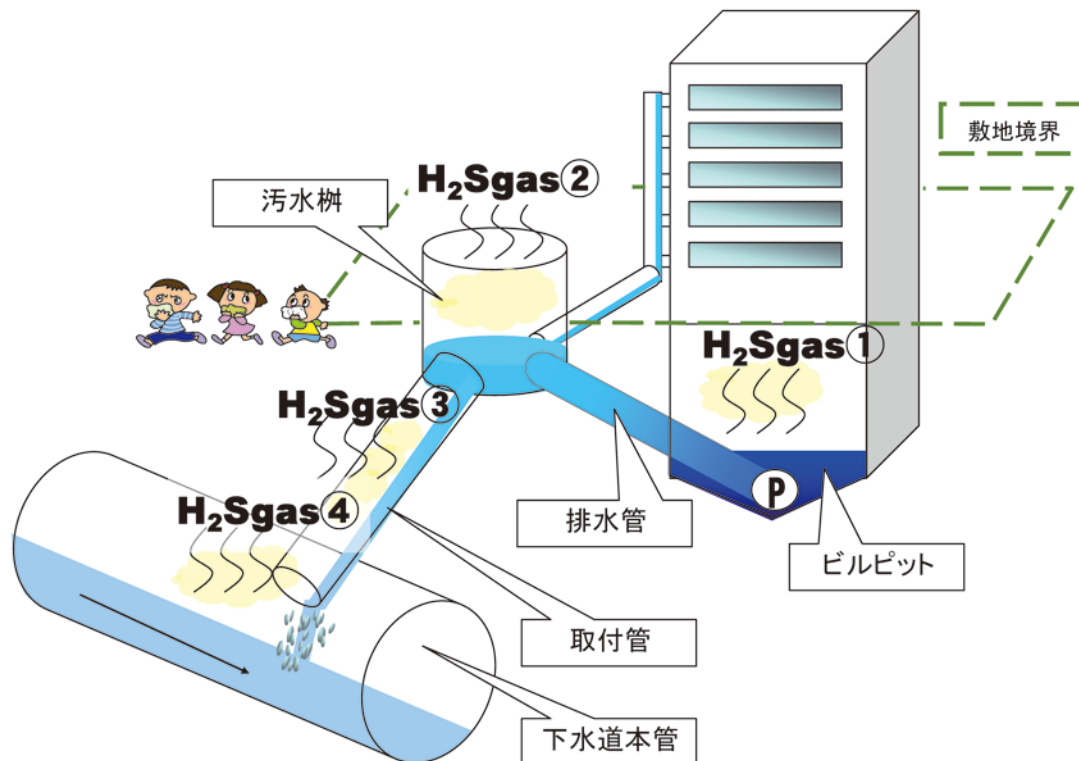 敷地境界
H₂Sgas②
汚水桝
H₂Sgas①
H₂Sgas③
H₂Sgas④
P
排水管
ビルピット
取付管
下水道本管